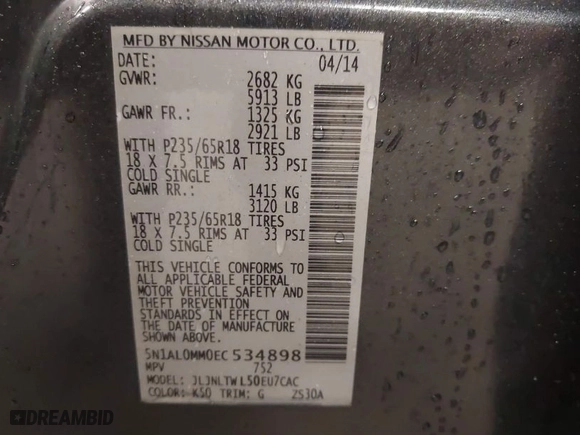 MFD BY NISSAN MOTOR CO., LTD.
DATE: 04/14
GVWR: 2682 KG
5913 LB
GAWR FR.: 1325 KG
2921 LB
WITH P235/65R18 TIRES
18 X 7.5 RIMS AT 33 PSI
COLD SINGLE
GAWR RR.: 1415 KG
3120 LB
WITH P235/65R18 TIRES
18 X 7.5 RIMS AT 33 PSI
COLD SINGLE
THIS VEHICLE CONFORMS TO
ALL APPLICABLE FEDERAL
MOTOR VEHICLE SAFETY AND
THEFT PREVENTION
STANDARDS IN EFFECT ON
THE DATE OF MANUFACTURE
SHOWN ABOVE.
5N1AL0MM0EC534898
MPV 752
MODEL: JLJNLTWL50EU7CAC
COLOR: K50 TRIM: G 2S30A
© DREAMBID